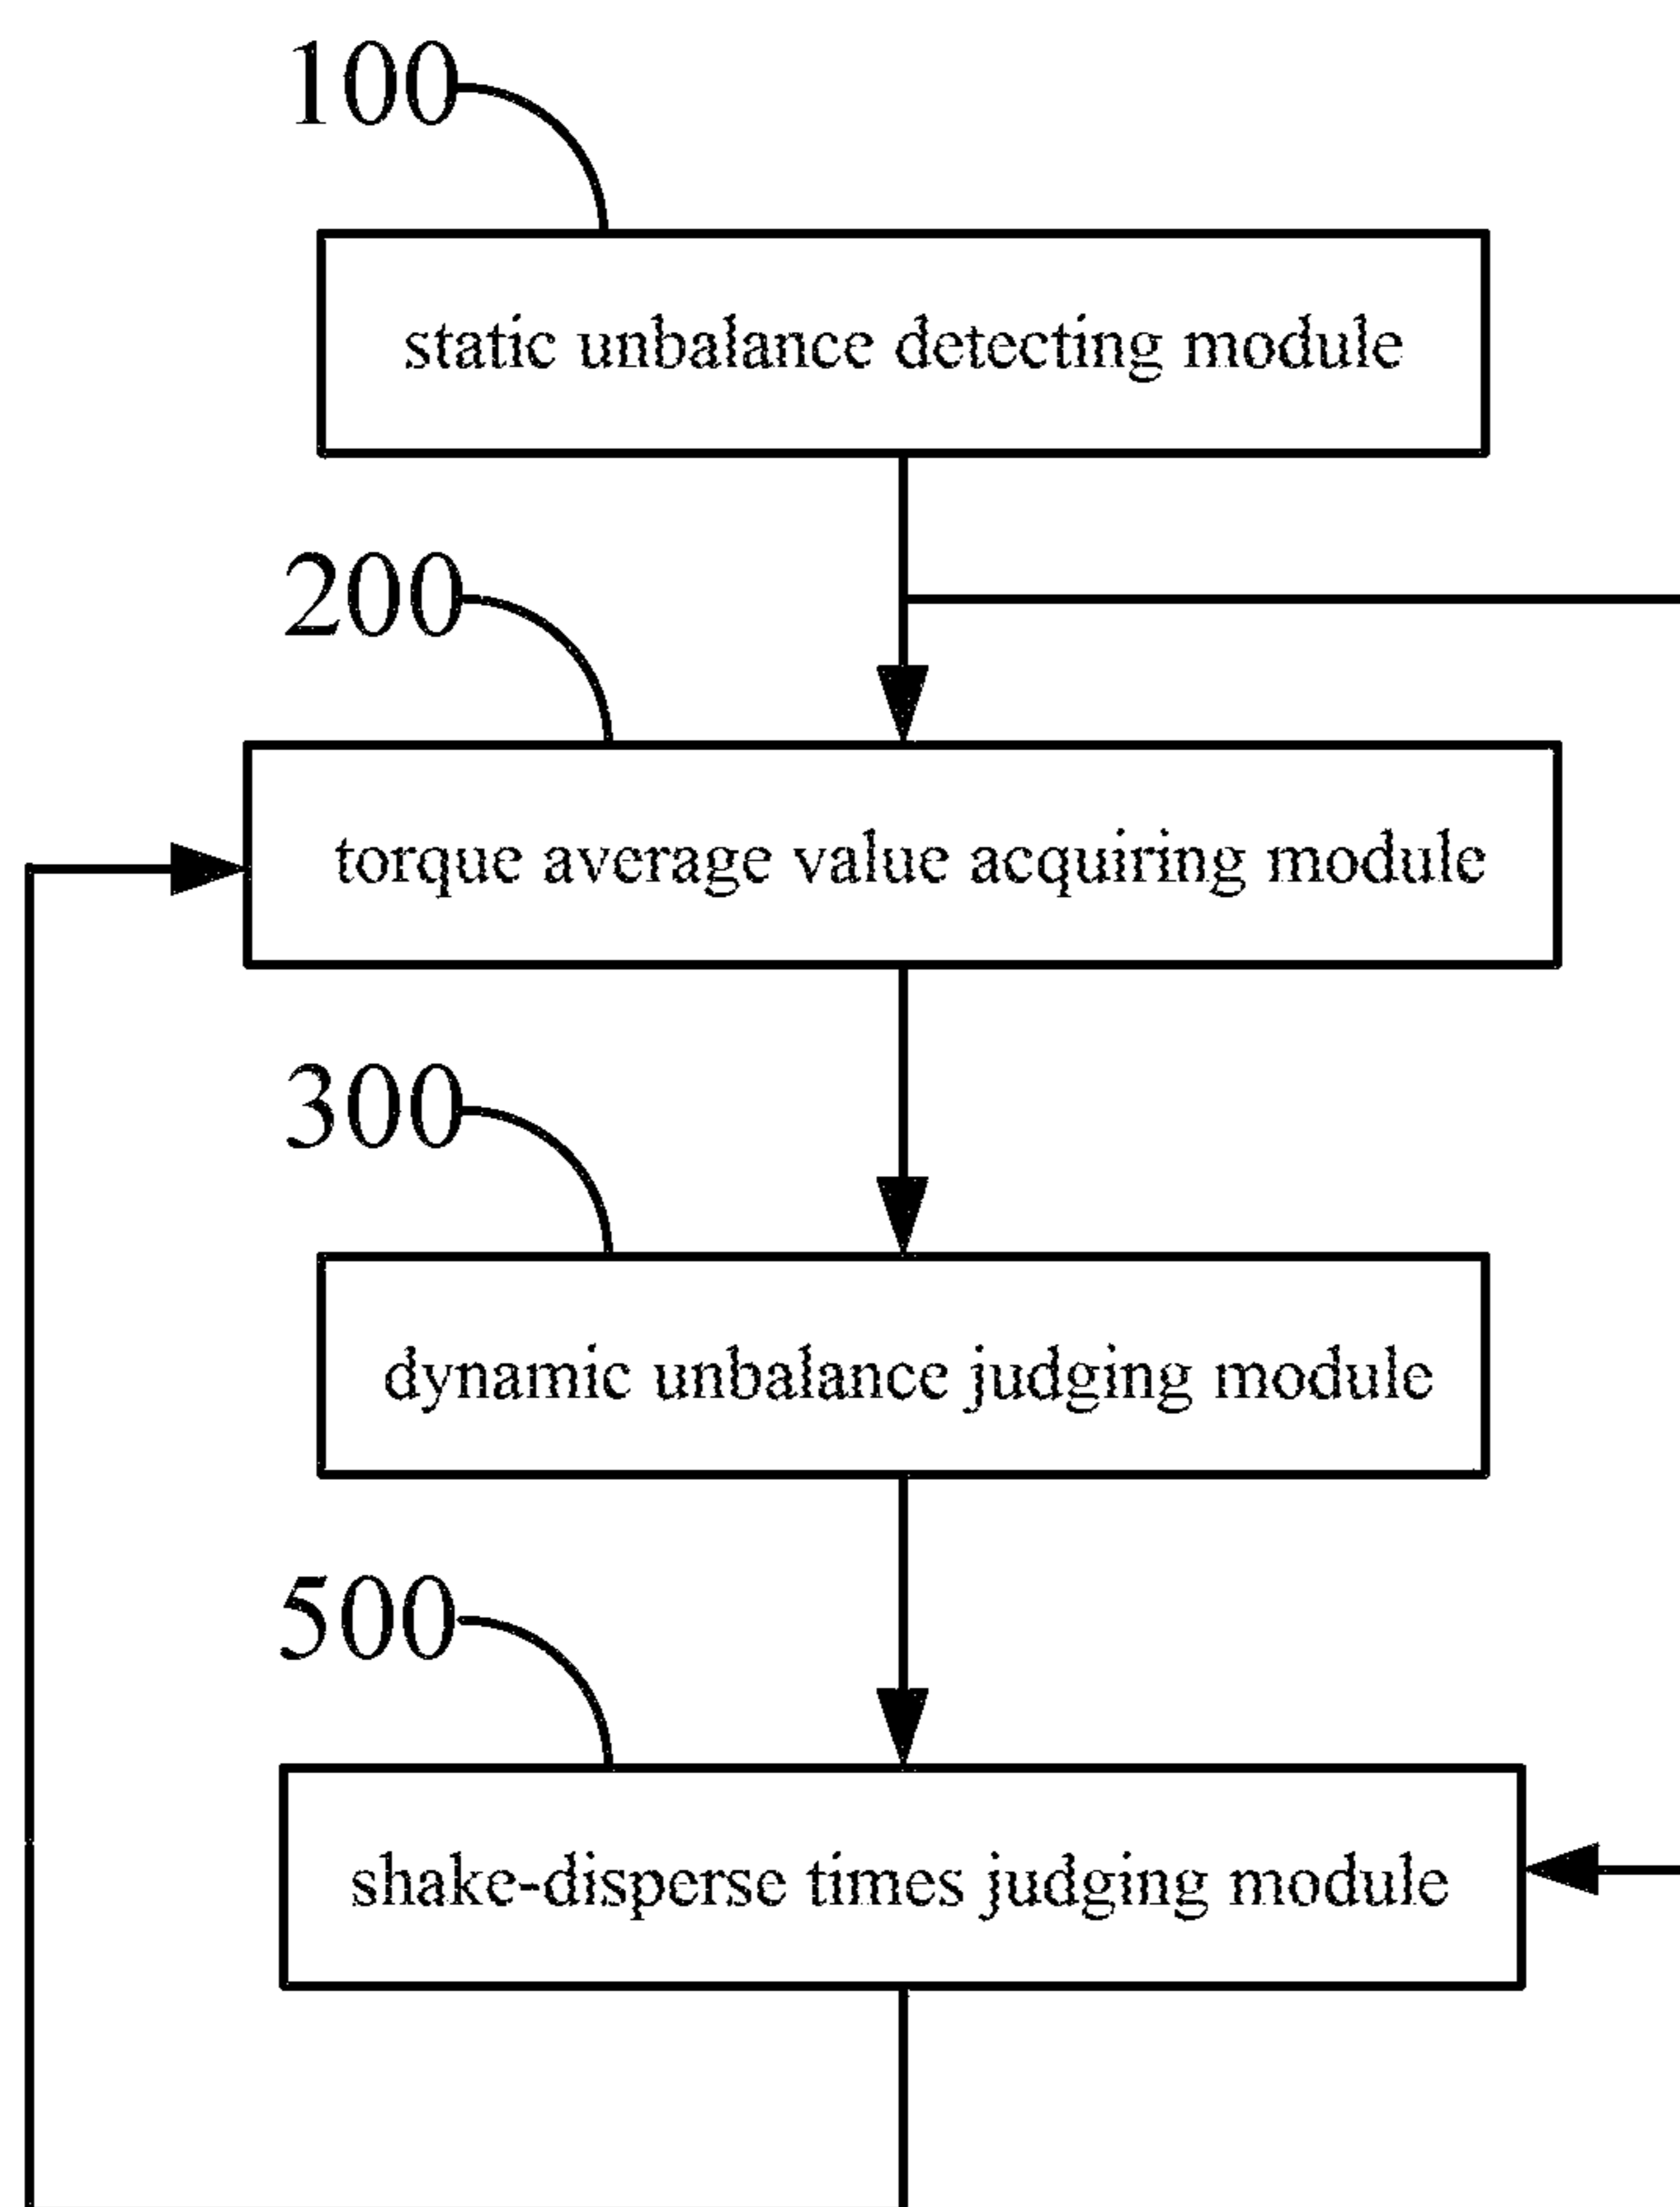 100
static unbalance detecting module
200
torque average value acquiring module
300
dynamic unbalance judging module
500
shake-disperse times judging module